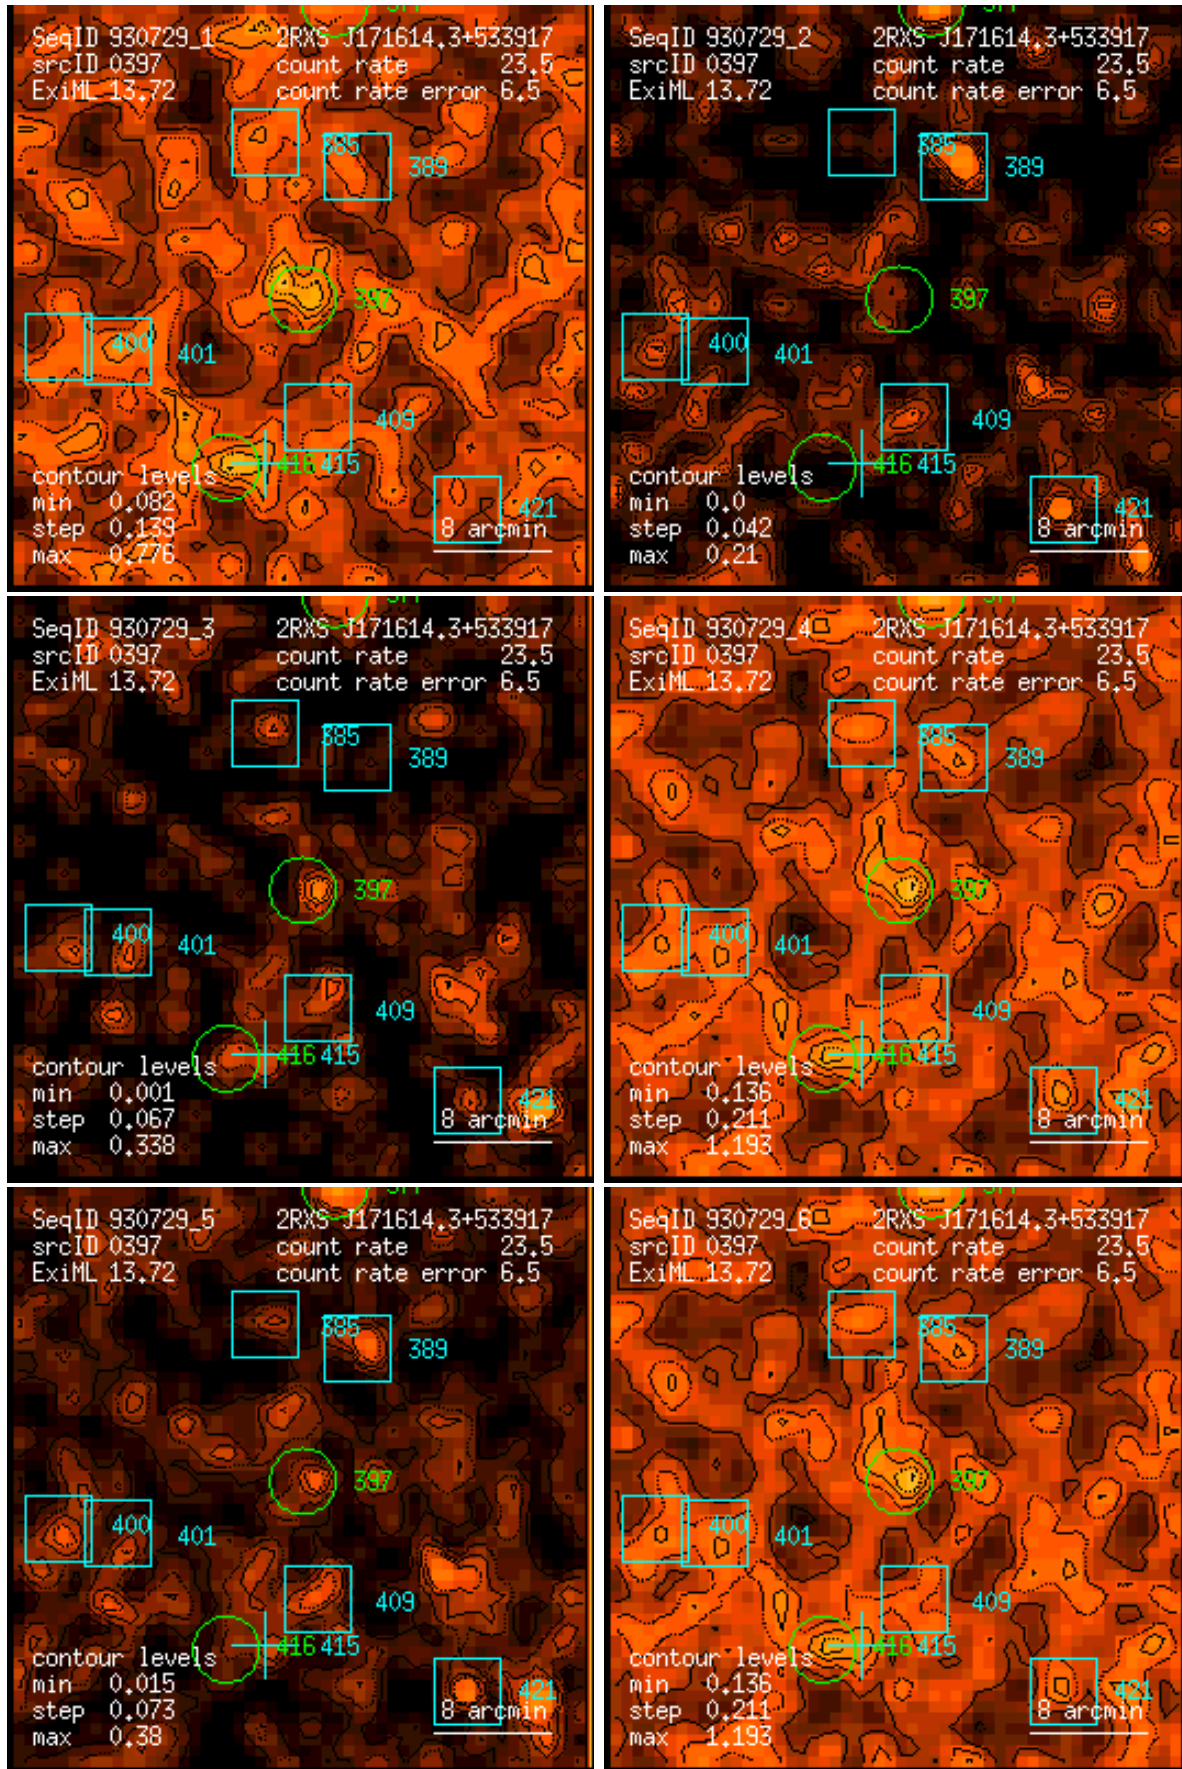 SeqID 930729_1 2RXS J171614.3+533917
srcID 0397 count rate 23.5
ExiML 13.72 count rate error 6.5
385
389
397
400 401
409
416 415
contour levels
min 0.082
421
step 0.139 8 arcmin
max 0.776
SeqID 930729_2 2RXS J171614.3+533917
srcID 0397 count rate 23.5
ExiML 13.72 count rate error 6.5
385
389
397
400 401
409
416 415
contour levels
min 0.0
421
step 0.042 8 arcmin
max 0.21
SeqID 930729_3 2RXS J171614.3+533917
srcID 0397 count rate 23.5
ExiML 13.72 count rate error 6.5
385
389
397
400 401
409
416 415
contour levels
min 0.001
421
step 0.067 8 arcmin
max 0.338
SeqID 930729_4 2RXS J171614.3+533917
srcID 0397 count rate 23.5
ExiML 13.72 count rate error 6.5
385
389
397
400 401
409
416 415
contour levels
min 0.136
421
step 0.211 8 arcmin
max 1.193
SeqID 930729_5 2RXS J171614.3+533917
srcID 0397 count rate 23.5
ExiML 13.72 count rate error 6.5
385
389
397
400 401
409
416 415
contour levels
min 0.015
421
step 0.073 8 arcmin
max 0.38
SeqID 930729_6 2RXS J171614.3+533917
srcID 0397 count rate 23.5
ExiML 13.72 count rate error 6.5
385
389
397
400 401
409
416 415
contour levels
min 0.136
421
step 0.211 8 arcmin
max 1.193